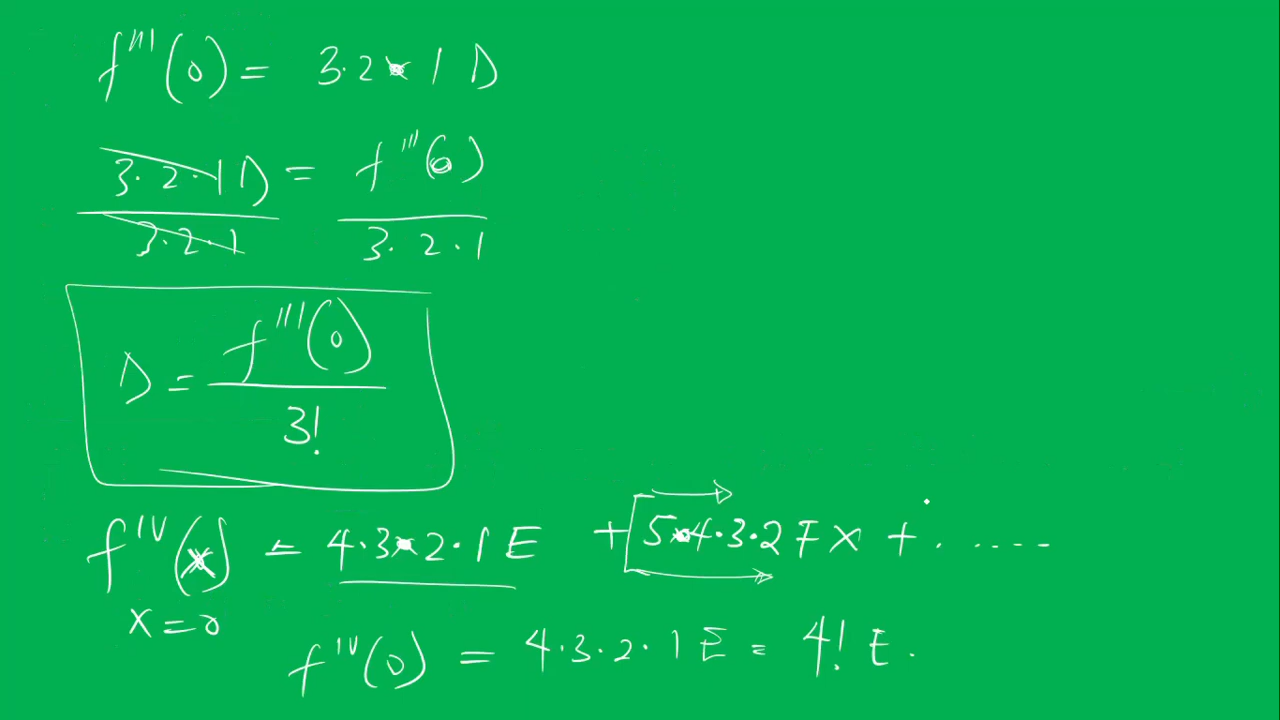 f'''(0) = 3·2·1 D
3·2·1D = f'''(0)
3·2·1 3·2·1
D = f'''(0)
3!
f^IV(x) = 4·3·2·1 E + 5·4·3·2 F x + . .....
x = 0
f^IV(0) = 4·3·2·1 E = 4! E.